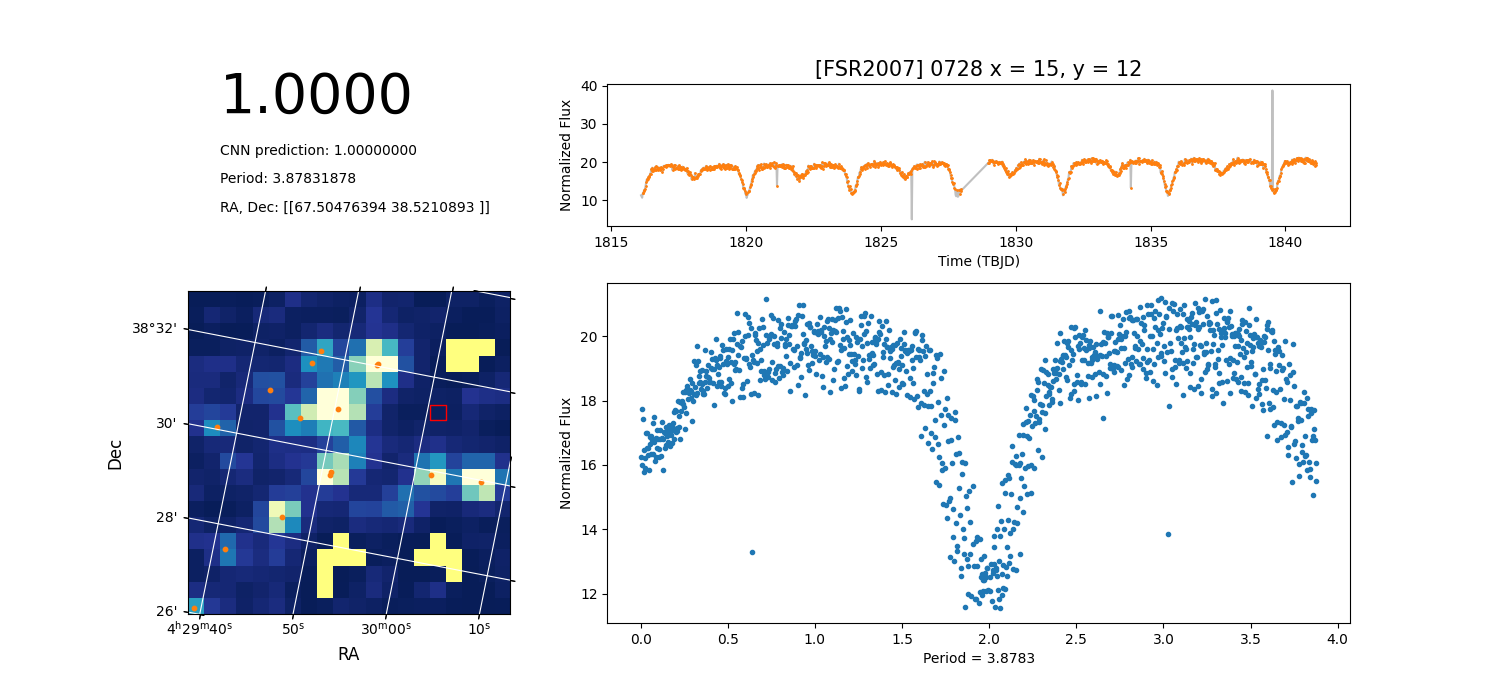 1.0000
CNN prediction: 1.00000000
Period: 3.87831878
RA, Dec: [[67.50476394 38.5210893 ]]
[FSR2007] 0728 x = 15, y = 12
Normalized Flux
40
30
20
10
1815
1820
1825
1830
1835
1840
Time (TBJD)
Dec
38°32'
30'
28'
26'
4ʰ29ᵐ40ˢ
50ˢ
30ᵐ00ˢ
10ˢ
RA
Normalized Flux
20
18
16
14
12
0.0
0.5
1.0
1.5
2.0
2.5
3.0
3.5
4.0
Period = 3.8783